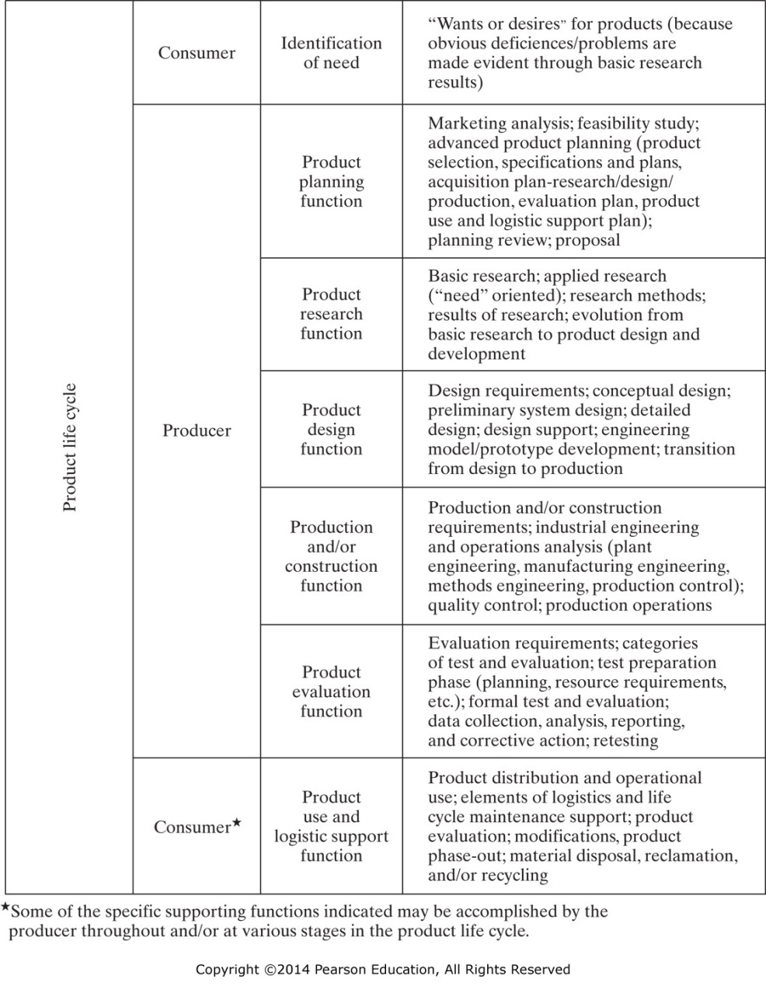 Product life cycle
Consumer
Identification
of need
“Wants or desires” for products (because
obvious deficiences/problems are
made evident through basic research
results)
Producer
Product
planning
function
Marketing analysis; feasibility study;
advanced product planning (product
selection, specifications and plans,
acquisition plan-research/design/
production, evaluation plan, product
use and logistic support plan);
planning review; proposal
Product
research
function
Basic research; applied research
(“need” oriented); research methods;
results of research; evolution from
basic research to product design and
development
Product
design
function
Design requirements; conceptual design;
preliminary system design; detailed
design; design support; engineering
model/prototype development; transition
from design to production
Production
and/or
construction
function
Production and/or construction
requirements; industrial engineering
and operations analysis (plant
engineering, manufacturing engineering,
methods engineering, production control);
quality control; production operations
Product
evaluation
function
Evaluation requirements; categories
of test and evaluation; test preparation
phase (planning, resource requirements,
etc.); formal test and evaluation;
data collection, analysis, reporting,
and corrective action; retesting
Consumer★
Product
use and
logistic support
function
Product distribution and operational
use; elements of logistics and life
cycle maintenance support; product
evaluation; modifications, product
phase-out; material disposal, reclamation,
and/or recycling
★Some of the specific supporting functions indicated may be accomplished by the
producer throughout and/or at various stages in the product life cycle.
Copyright ©2014 Pearson Education, All Rights Reserved